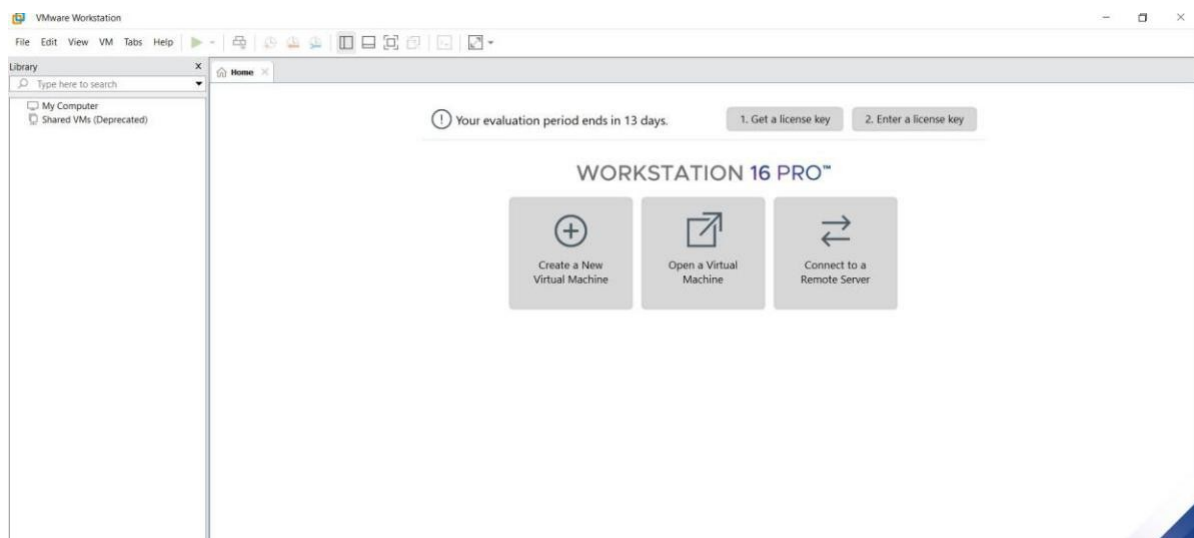 VMware Workstation
File Edit View VM Tabs Help
Library
Home
Type here to search
My Computer
Shared VMs (Deprecated)
Your evaluation period ends in 13 days.
1. Get a license key
2. Enter a license key
WORKSTATION 16 PRO™
Create a New
Virtual Machine
Open a Virtual
Machine
Connect to a
Remote Server